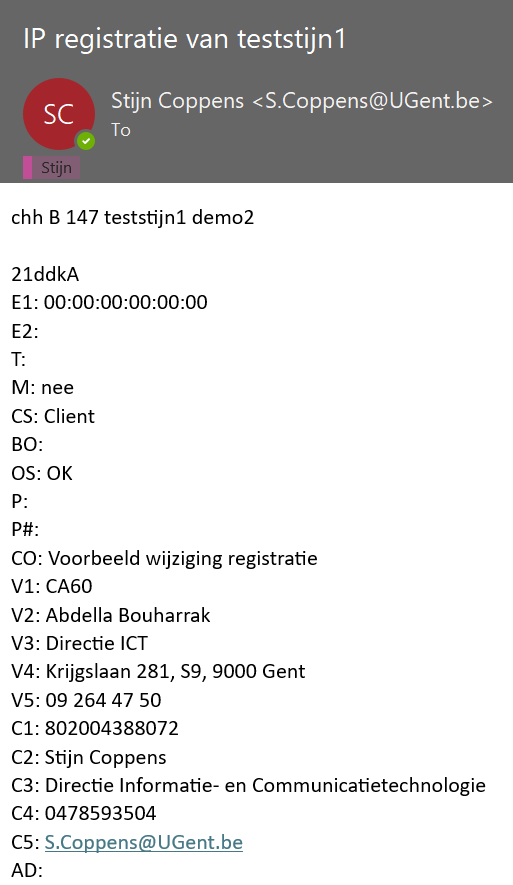 IP registratie van teststijn1
SC
Stijn Coppens <S.Coppens@UGent.be>
To
Stijn
chh B 147 teststijn1 demo2
21ddkA
E1: 00:00:00:00:00:00
E2:
T:
M: nee
CS: Client
BO:
OS: OK
P:
P#:
CO: Voorbeeld wijziging registratie
V1: CA60
V2: Abdella Bouharrak
V3: Directie ICT
V4: Krijgslaan 281, S9, 9000 Gent
V5: 09 264 47 50
C1: 802004388072
C2: Stijn Coppens
C3: Directie Informatie- en Communicatietechnologie
C4: 0478593504
C5: S.Coppens@UGent.be
AD: